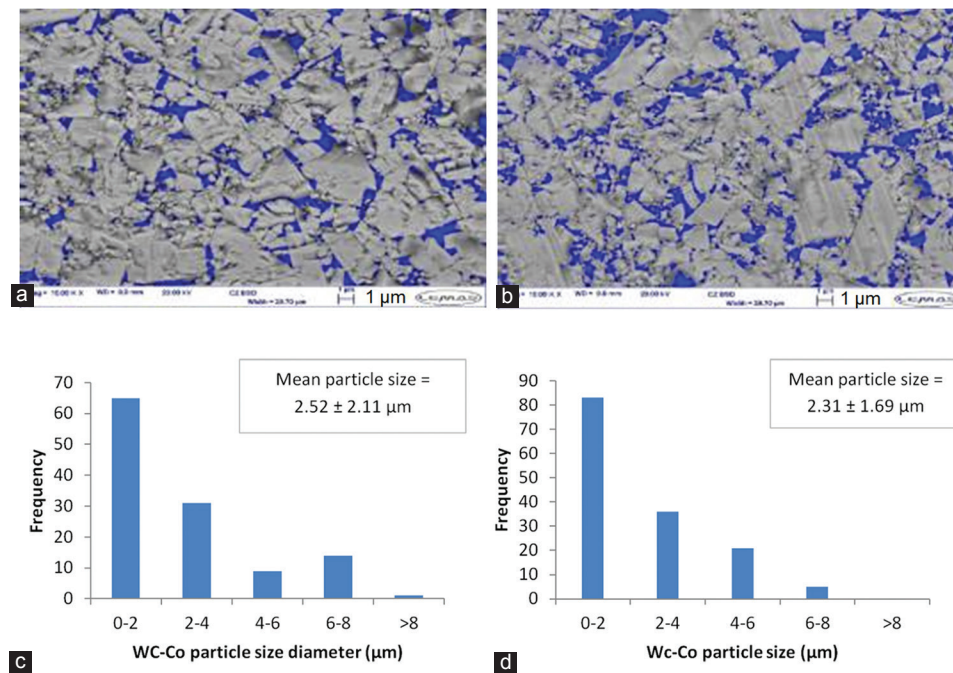 a
1 µm
b
1 µm
Mean particle size =
2.52 ± 2.11 µm
Frequency
70
60
50
40
30
20
10
0
0-2 2-4 4-6 6-8 >8
WC-Co particle size diameter (µm)
c
Mean particle size =
2.31 ± 1.69 µm
Frequency
90
80
70
60
50
40
30
20
10
0
0-2 2-4 4-6 6-8 >8
Wc-Co particle size (µm)
d